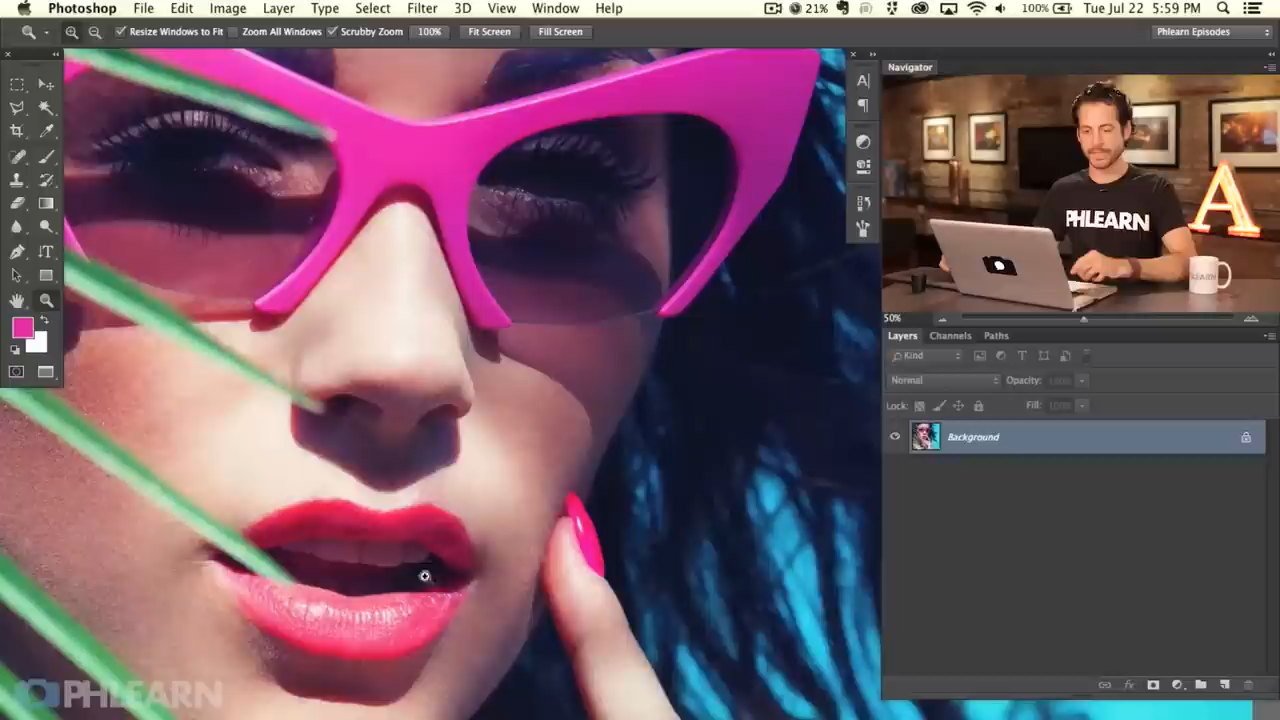 Photoshop File Edit Image Layer Type Select Filter 3D View Window Help 21% 100% Tue Jul 22 5:59 PM
Resize Windows to Fit Zoom All Windows Scrubby Zoom 100% Fit Screen Fill Screen Phlearn Episodes
Navigator
PHLEARN
50%
Layers Channels Paths
Kind
Normal Opacity:
Lock: Fill:
Background
PHLEARN